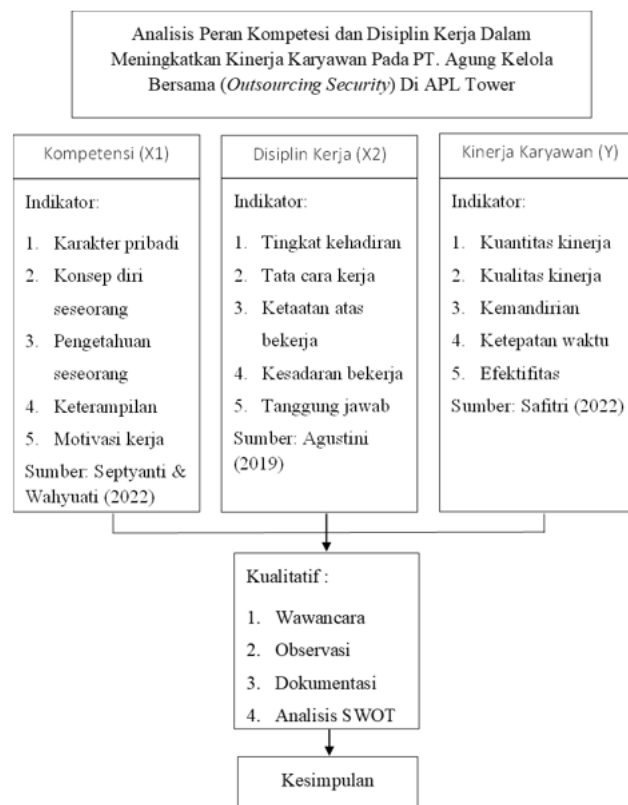 Analisis Peran Kompetesi dan Disiplin Kerja Dalam
Meningkatkan Kinerja Karyawan Pada PT. Agung Kelola
Bersama (Outsourcing Security) Di APL Tower
Kompetensi (X1)
Indikator:
1. Karakter pribadi
2. Konsep diri
seseorang
3. Pengetahuan
seseorang
4. Keterampilan
5. Motivasi kerja
Sumber: Septyanti &
Wahyuati (2022)
Disiplin Kerja (X2)
Indikator:
1. Tingkat kehadiran
2. Tata cara kerja
3. Ketaatan atas
bekerja
4. Kesadaran bekerja
5. Tanggung jawab
Sumber: Agustini
(2019)
Kinerja Karyawan (Y)
Indikator:
1. Kuantitas kinerja
2. Kualitas kinerja
3. Kemandirian
4. Ketepatan waktu
5. Efektifitas
Sumber: Safitri (2022)
Kualitatif :
1. Wawancara
2. Observasi
3. Dokumentasi
4. Analisis SWOT
Kesimpulan